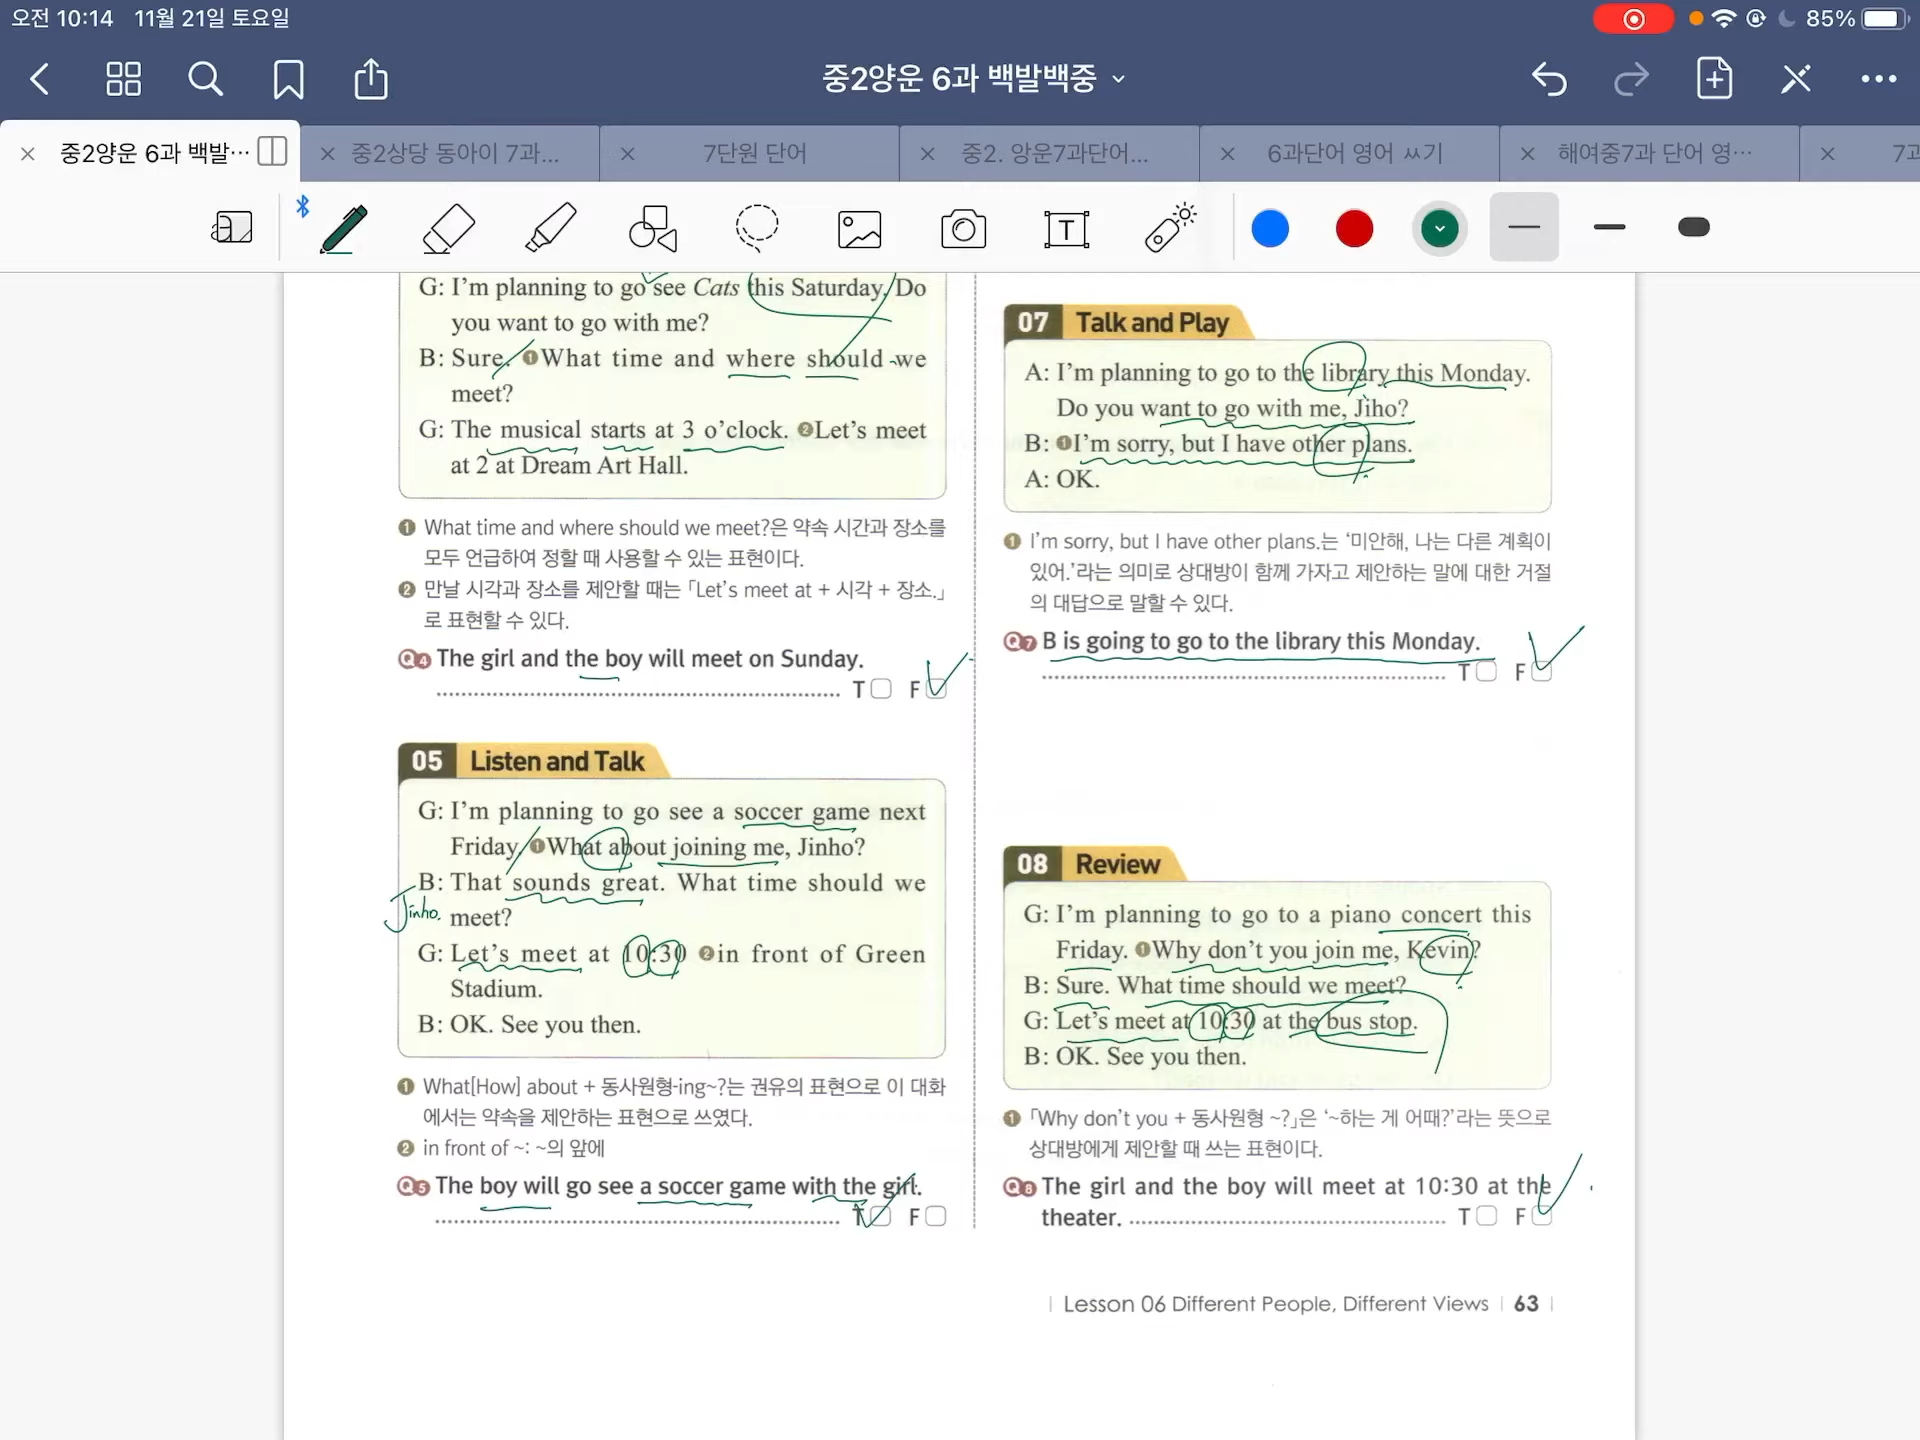 오전 10:14 11월 21일 토요일
85%
중2양운 6과 백발백중
중2양운 6과 백발…
중2상당 동아이 7과...
7단원 단어
중2. 앙운7과단어...
6과단어 영어 ㅆ기
해여중7과 단어 영…
7과
G: I'm planning to go see Cats this Saturday. Do
you want to go with me?
B: Sure. ❶What time and where should we
meet?
G: The musical starts at 3 o'clock. ❷Let's meet
at 2 at Dream Art Hall.
❶ What time and where should we meet?은 약속 시간과 장소를
모두 언급하여 정할 때 사용할 수 있는 표현이다.
❷ 만날 시각과 장소를 제안할 때는 「Let's meet at + 시각 + 장소.」
로 표현할 수 있다.
Q4 The girl and the boy will meet on Sunday.
T F
05 Listen and Talk
G: I'm planning to go see a soccer game next
Friday. ❶What about joining me, Jinho?
B: That sounds great. What time should we
Jinho.
meet?
G: Let's meet at 10:30 ❷in front of Green
Stadium.
B: OK. See you then.
❶ What[How] about + 동사원형-ing~?는 권유의 표현으로 이 대화
에서는 약속을 제안하는 표현으로 쓰였다.
❷ in front of ~: ~의 앞에
Q5 The boy will go see a soccer game with the girl.
T F
07 Talk and Play
A: I'm planning to go to the library this Monday.
Do you want to go with me, Jiho?
B: ❶I'm sorry, but I have other plans.
A: OK.
❶ I'm sorry, but I have other plans.는 '미안해, 나는 다른 계획이
있어.'라는 의미로 상대방이 함께 가자고 제안하는 말에 대한 거절
의 대답으로 말할 수 있다.
Q7 B is going to go to the library this Monday.
T F
08 Review
G: I'm planning to go to a piano concert this
Friday. ❶Why don't you join me, Kevin?
B: Sure. What time should we meet?
G: Let's meet at 10:30 at the bus stop.
B: OK. See you then.
❶ 「Why don't you + 동사원형 ~?」은 '~하는 게 어때?'라는 뜻으로
상대방에게 제안할 때 쓰는 표현이다.
Q8 The girl and the boy will meet at 10:30 at the
theater. T F
Lesson 06 Different People, Different Views 63